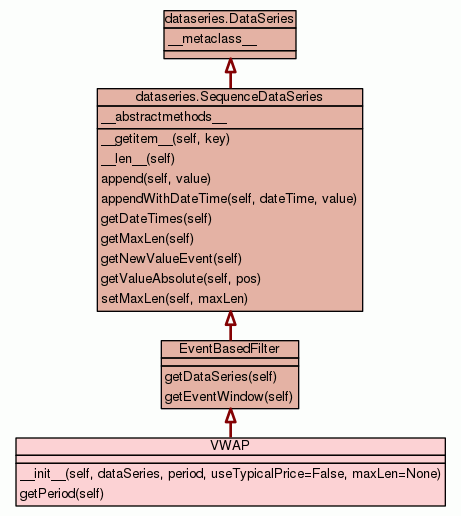 dataseries.DataSeries
__metaclass__
dataseries.SequenceDataSeries
__abstractmethods__
__getitem__(self, key)
__len__(self)
append(self, value)
appendWithDateTime(self, dateTime, value)
getDateTimes(self)
getMaxLen(self)
getNewValueEvent(self)
getValueAbsolute(self, pos)
setMaxLen(self, maxLen)
EventBasedFilter
getDataSeries(self)
getEventWindow(self)
VWAP
__init__(self, dataSeries, period, useTypicalPrice=False, maxLen=None)
getPeriod(self)